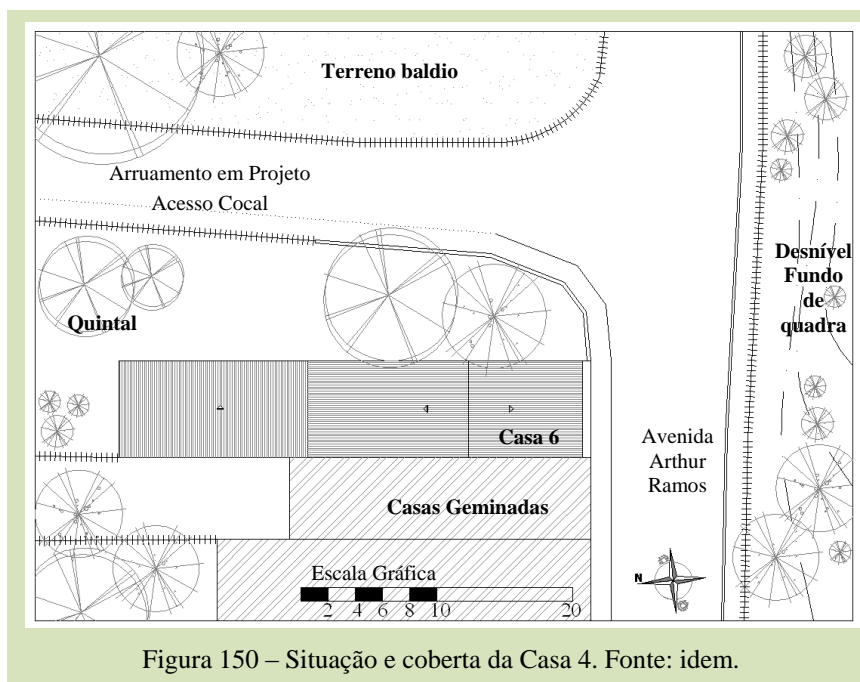 Terreno baldio
Arruamento em Projeto
Acesso Cocal
Desnível
Fundo
de
quadra
Quintal
Casa 6
Avenida
Arthur
Ramos
Casas Geminadas
Escala Gráfica
N
2 4 6 8 10 20
Figura 150 – Situação e coberta da Casa 4. Fonte: idem.